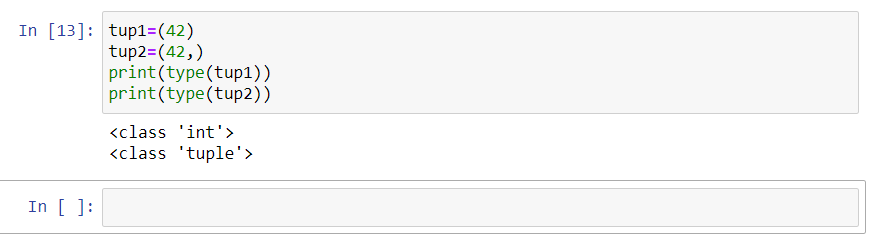 In [13]: tup1=(42)
tup2=(42,)
print(type(tup1))
print(type(tup2))
<class 'int'>
<class 'tuple'>
In [ ]: